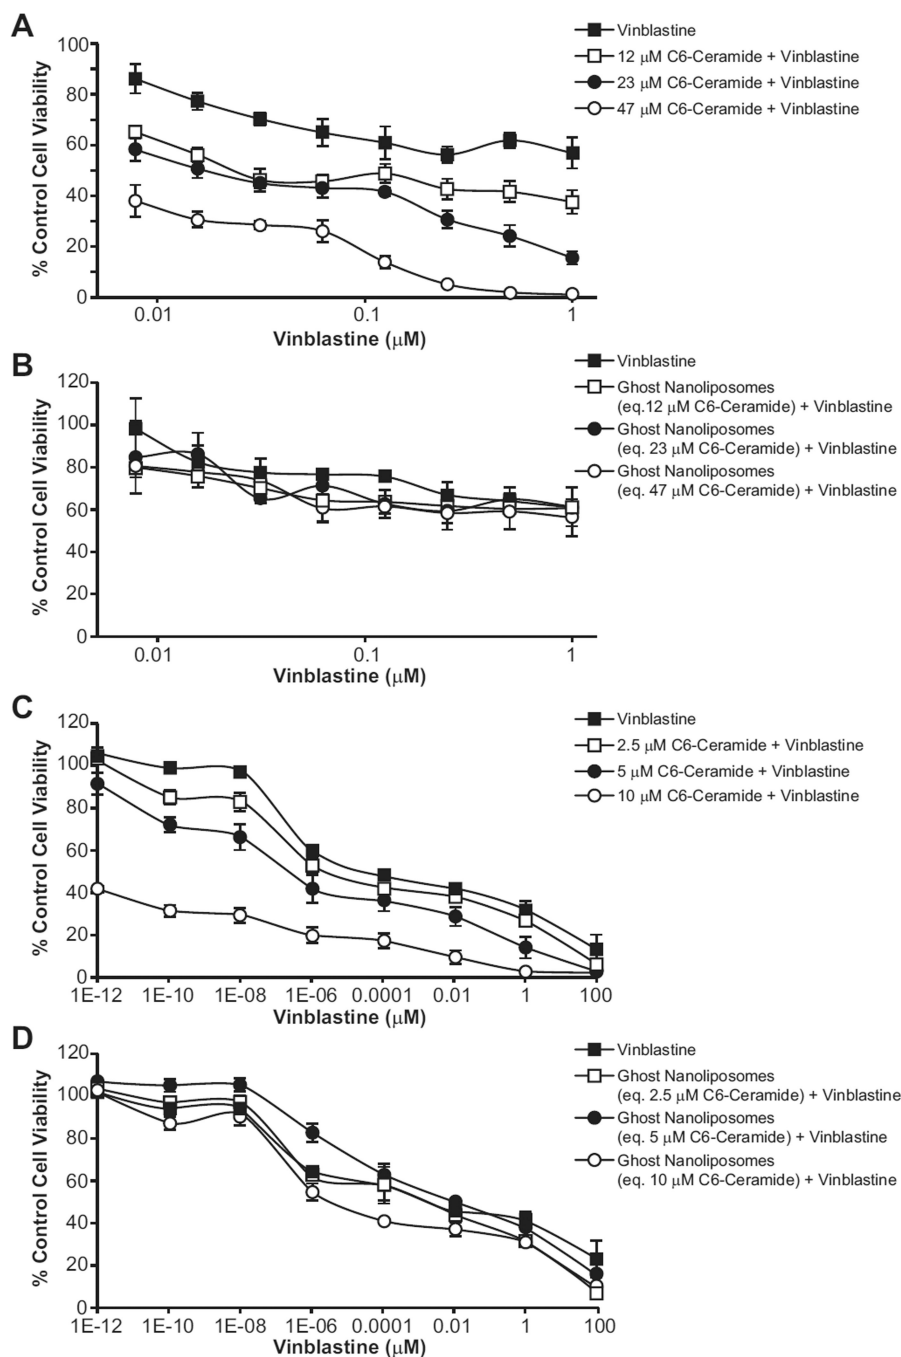 A
% Control Cell Viability
100
80
60
40
20
0
0.01
0.1
1
Vinblastine (μM)
Vinblastine
12 μM C6-Ceramide + Vinblastine
23 μM C6-Ceramide + Vinblastine
47 μM C6-Ceramide + Vinblastine
B
% Control Cell Viability
120
100
80
60
40
20
0
0.01
0.1
1
Vinblastine (μM)
Vinblastine
Ghost Nanoliposomes
(eq.12 μM C6-Ceramide) + Vinblastine
Ghost Nanoliposomes
(eq. 23 μM C6-Ceramide) + Vinblastine
Ghost Nanoliposomes
(eq. 47 μM C6-Ceramide) + Vinblastine
C
% Control Cell Viability
120
100
80
60
40
20
0
1E-12
1E-10
1E-08
1E-06
0.0001
0.01
1
100
Vinblastine (μM)
Vinblastine
2.5 μM C6-Ceramide + Vinblastine
5 μM C6-Ceramide + Vinblastine
10 μM C6-Ceramide + Vinblastine
D
% Control Cell Viability
120
100
80
60
40
20
0
1E-12
1E-10
1E-08
1E-06
0.0001
0.01
1
100
Vinblastine (μM)
Vinblastine
Ghost Nanoliposomes
(eq. 2.5 μM C6-Ceramide) + Vinblastine
Ghost Nanoliposomes
(eq. 5 μM C6-Ceramide) + Vinblastine
Ghost Nanoliposomes
(eq. 10 μM C6-Ceramide) + Vinblastine